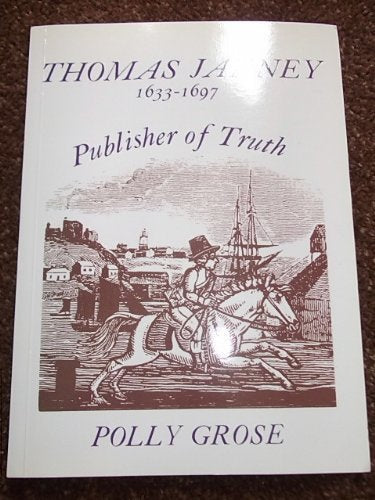 THOMAS JANNEY
1633-1697
Publisher of Truth
POLLY GROSE